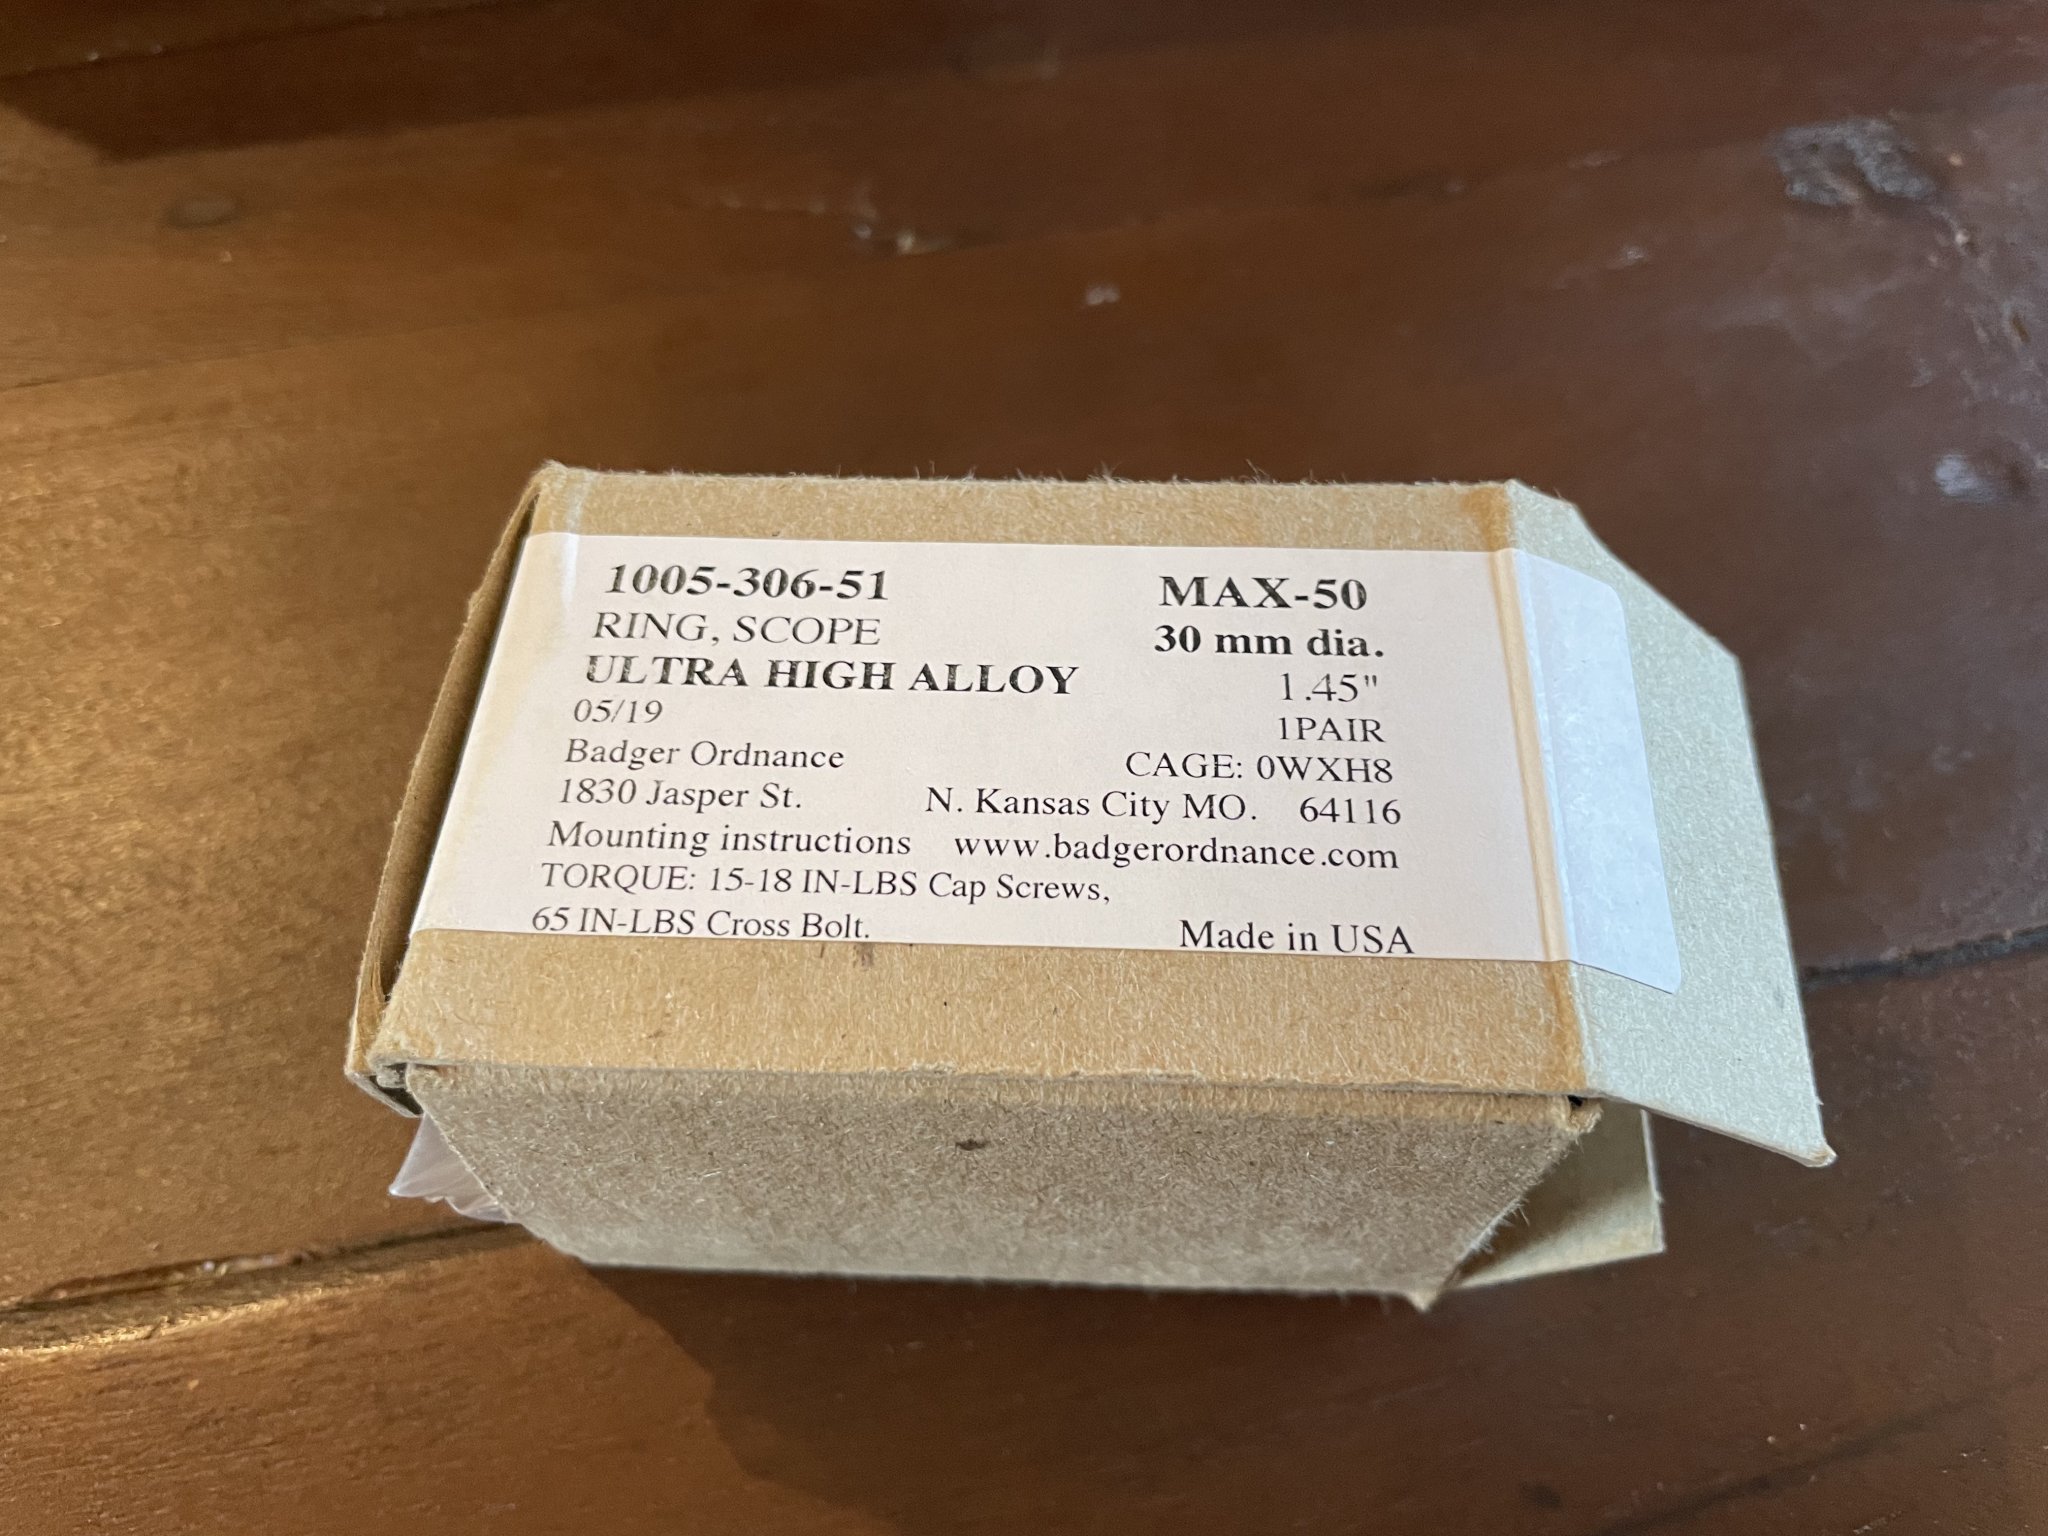 1005-306-51 MAX-50
RING, SCOPE 30 mm dia.
ULTRA HIGH ALLOY 1.45"
05/19 1PAIR
Badger Ordnance CAGE: 0WXH8
1830 Jasper St. N. Kansas City MO. 64116
Mounting instructions www.badgerordnance.com
TORQUE: 15-18 IN-LBS Cap Screws,
65 IN-LBS Cross Bolt. Made in USA